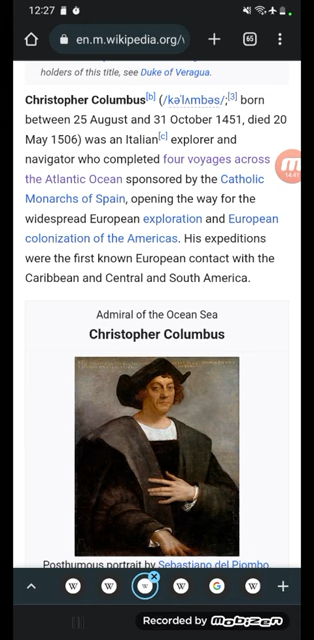 12:27
en.m.wikipedia.org/w
65
holders of this title, see Duke of Veragua.
Christopher Columbus[b] (/kəˈlʌmbəs/;[3] born
between 25 August and 31 October 1451, died 20
May 1506) was an Italian[c] explorer and
navigator who completed four voyages across
the Atlantic Ocean sponsored by the Catholic
Monarchs of Spain, opening the way for the
widespread European exploration and European
colonization of the Americas. His expeditions
were the first known European contact with the
Caribbean and Central and South America.
Admiral of the Ocean Sea
Christopher Columbus
Posthumous portrait by Sebastiano del Piombo,
W W W W G W
Recorded by mobizen